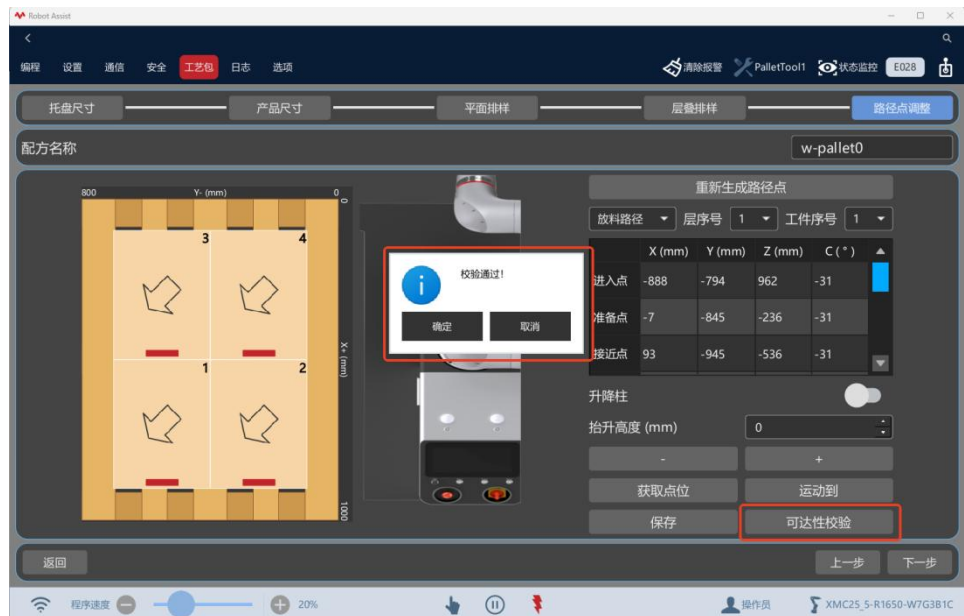 Robot Assist
编程 设置 通信 安全 工艺包 日志 选项 清除报警 PalletTool1 状态监控 E028
托盘尺寸 产品尺寸 平面排样 层叠排样 路径点调整
配方名称 w-pallet0
800 Y- (mm) 0
0
3 4
1 2
X+ (mm)
1000
校验通过!
确定 取消
重新生成路径点
放料路径 层序号 1 工件序号 1
X (mm) Y (mm) Z (mm) C ( ° )
进入点 -888 -794 962 -31
准备点 -7 -845 -236 -31
接近点 93 -945 -536 -31
升降柱
抬升高度 (mm) 0
- +
获取点位 运动到
保存 可达性校验
返回 上一步 下一步
程序速度 20% 操作员 XMC25_5-R1650-W7G3B1C